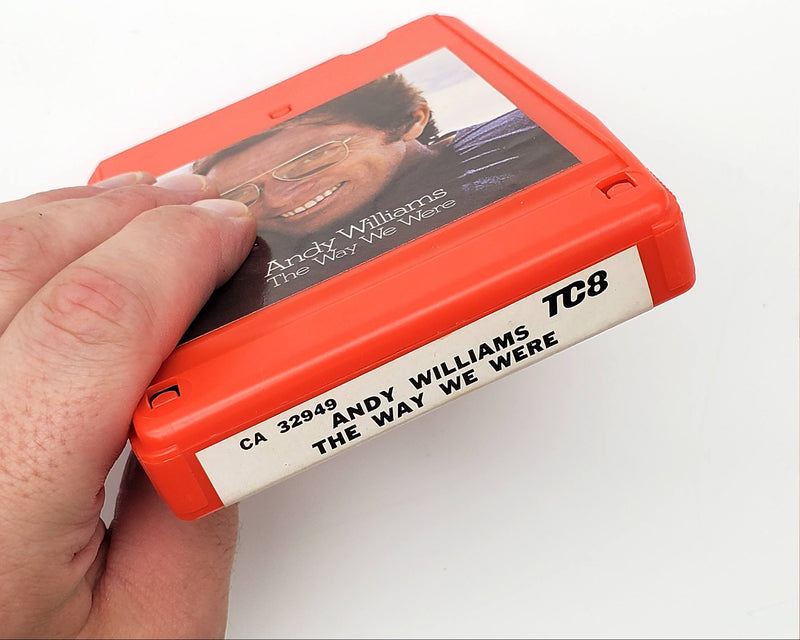 Andy Williams
The Way We Were
TC8
CA 32949 ANDY WILLIAMS
THE WAY WE WERE